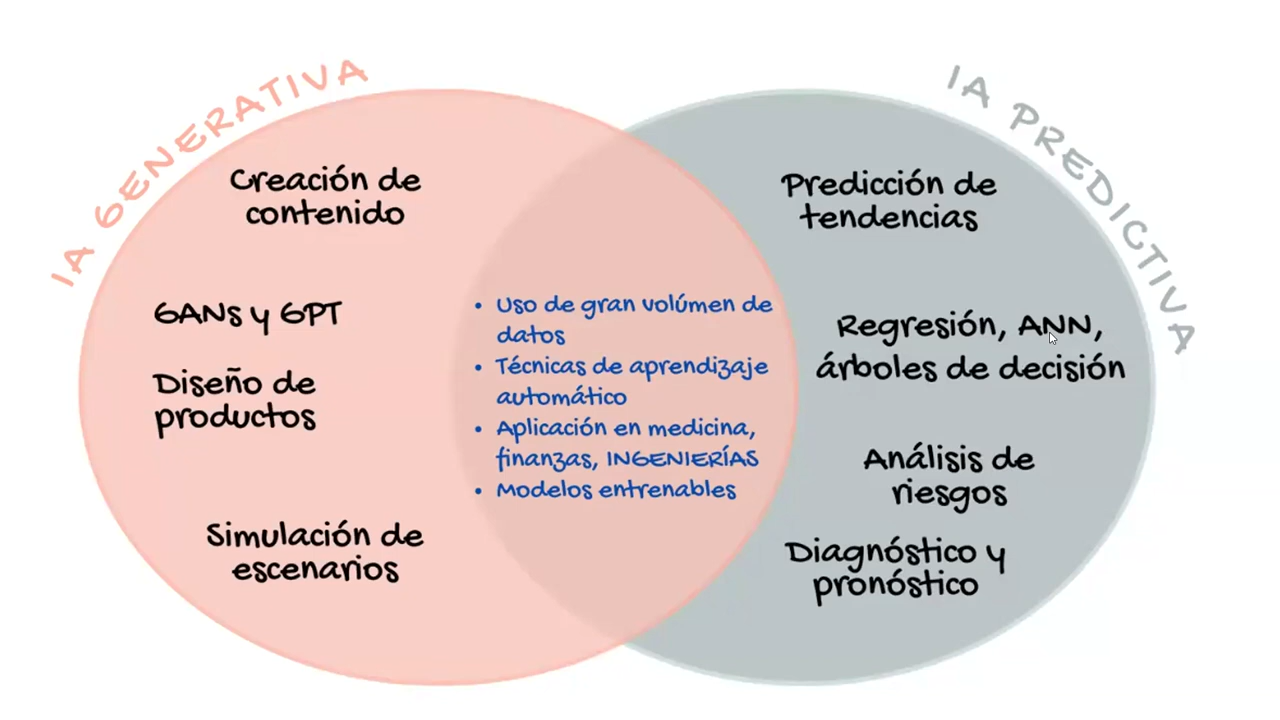 IA GENERATIVA
Creación de
contenido
GANs y GPT
Diseño de
productos
Simulación de
escenarios
• Uso de gran volúmen de
datos
• Técnicas de aprendizaje
automático
• Aplicación en medicina,
finanzas, INGENIERÍAS
• Modelos entrenables
IA PREDICTIVA
Predicción de
tendencias
Regresión, ANN,
árboles de decisión
Análisis de
riesgos
Diagnóstico y
pronóstico